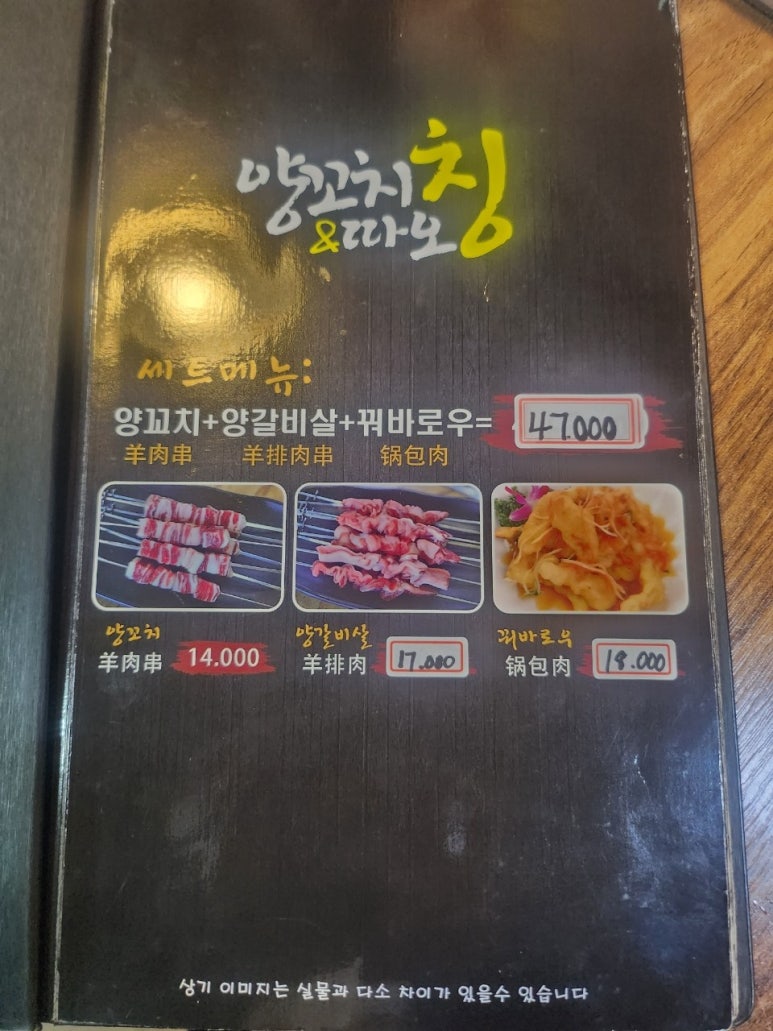 양꼬치칭
&따오
쎄트메뉴:
양꼬치+양갈비살+꿔바로우= 47.000
羊肉串 羊排肉串 锅包肉
양꼬치 양갈비살 꿔바로우
羊肉串 14.000 羊排肉 17.000 锅包肉 18.000
상기 이미지는 실물과 다소 차이가 있을수 있습니다